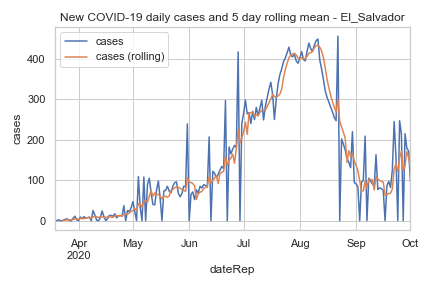 New COVID-19 daily cases and 5 day rolling mean - El_Salvador
cases
cases (rolling)
400
300
200
100
0
cases
Apr
2020
May
Jun
Jul
Aug
Sep
Oct
dateRep